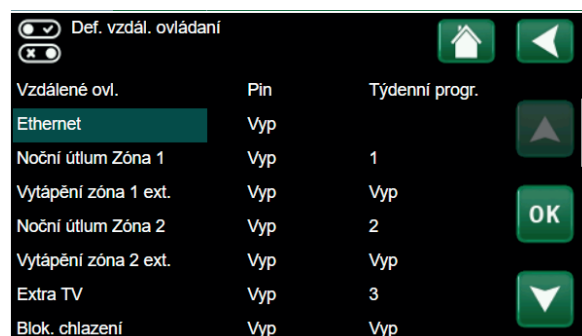 Def. vzdál. ovládaní
Vzdálené ovl. Pin Týdenní progr.
Ethernet Vyp
Noční útlum Zóna 1 Vyp 1
Vytápění zóna 1 ext. Vyp Vyp
Noční útlum Zóna 2 Vyp 2
OK
Vytápění zóna 2 ext. Vyp Vyp
Extra TV Vyp 3
Blok. chlazení Vyp Vyp